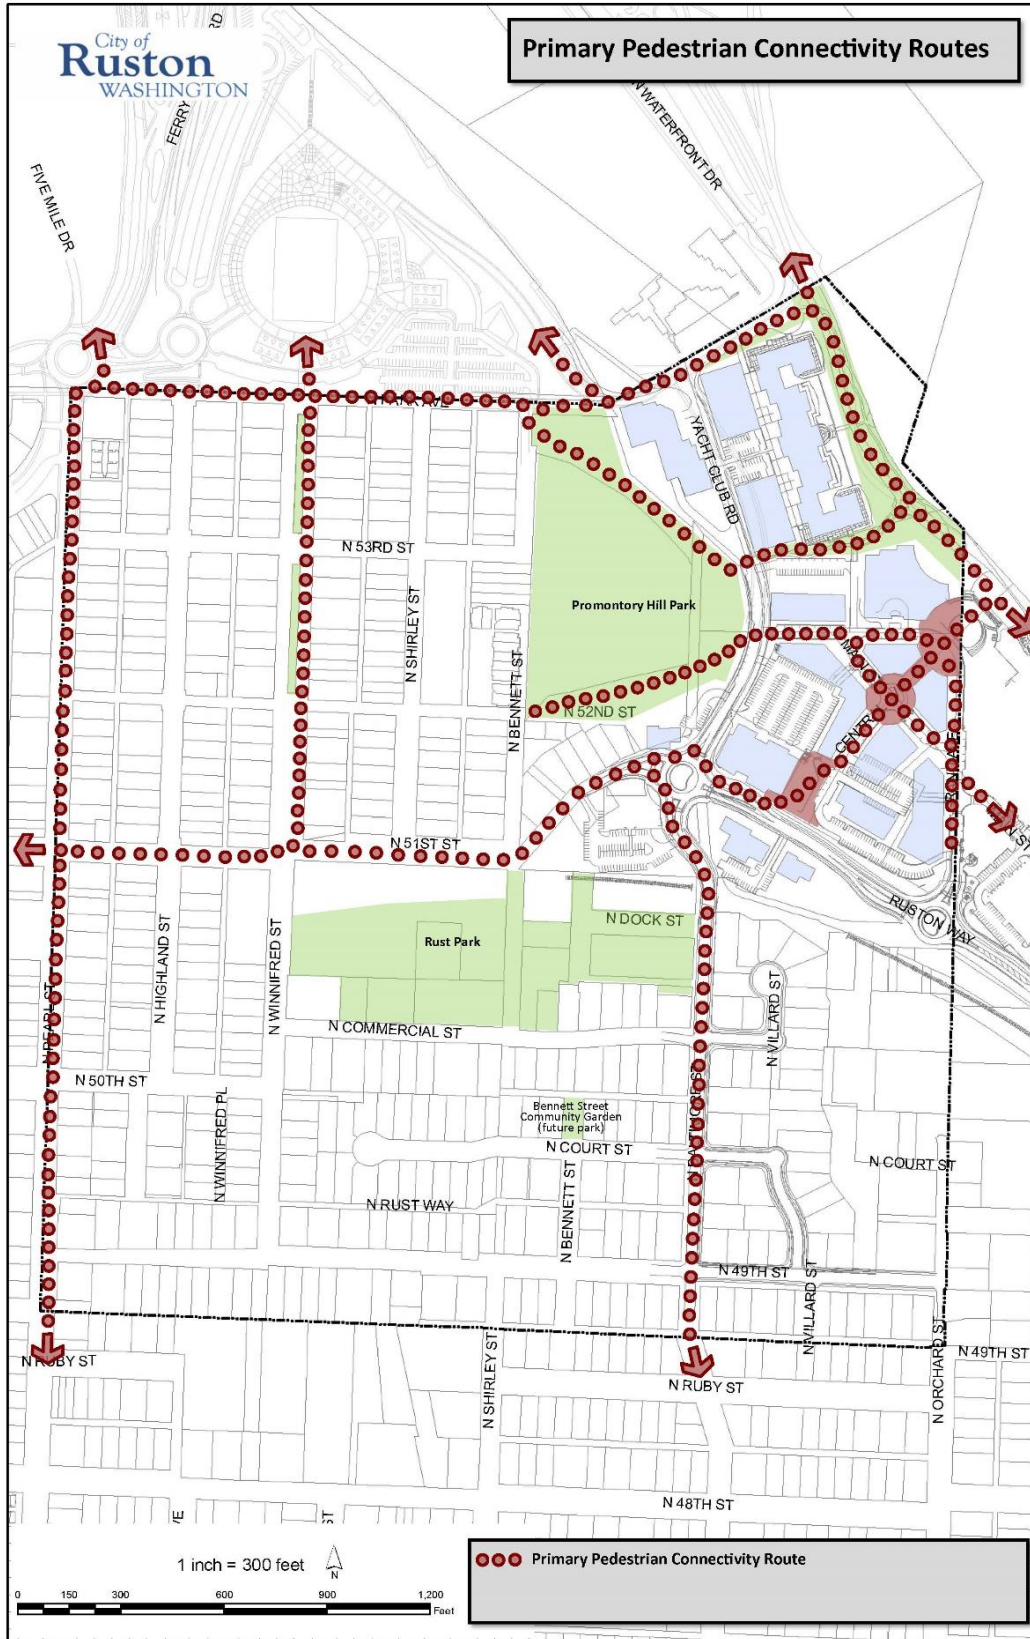 City of
Ruston
WASHINGTON
Primary Pedestrian Connectivity Routes
RD
FERRY
N WATERFRONT DR
FIVE MILE DR
YACHT CLUB RD
N 53RD ST
N SHIRLEY ST
Promontory Hill Park
N BENNETT ST
N 52ND ST
N 51ST ST
RUSTON WAY
N HIGHLAND ST
N WINNIFRED ST
Rust Park
N DOCK ST
N VILLARD ST
N COMMERCIAL ST
N 50TH ST
N WINNIFRED PL
Bennett Street
Community Garden
(future park)
N COURT ST
N COURT ST
N RUST WAY
N BENNETT ST
N 49TH ST
N VILLARD ST
N RUBY ST
N SHIRLEY ST
N RUBY ST
N ORCHARD ST
N 49TH ST
N 48TH ST
VE
ST
1 inch = 300 feet
N
0 150 300 600 900 1,200
Feet
Primary Pedestrian Connectivity Route